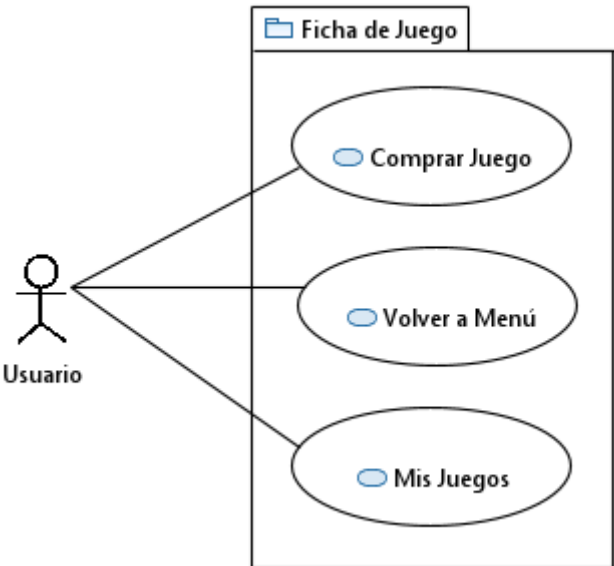 Ficha de Juego
Comprar Juego
Volver a Menú
Usuario
Mis Juegos